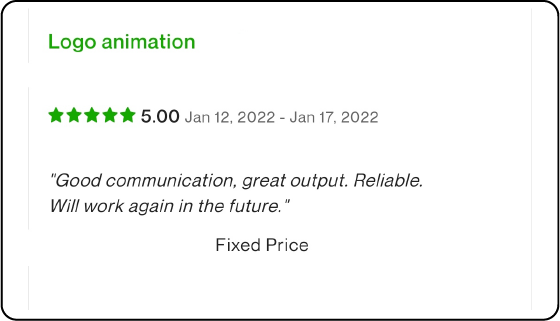 Logo animation
5.00 Jan 12, 2022 - Jan 17, 2022
"Good communication, great output. Reliable.
Will work again in the future."
Fixed Price